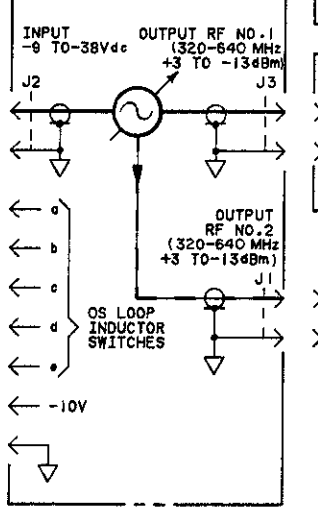 INPUT
-9 TO-38Vdc
OUTPUT RF NO.1
(320-640 MHz
+3 TO -13dBm)
J2
J3
OUTPUT
RF NO.2
(320-640 MHz
+3 TO-13dBm)
J1
a
b
c
d
e
OS LOOP
INDUCTOR
SWITCHES
-10V